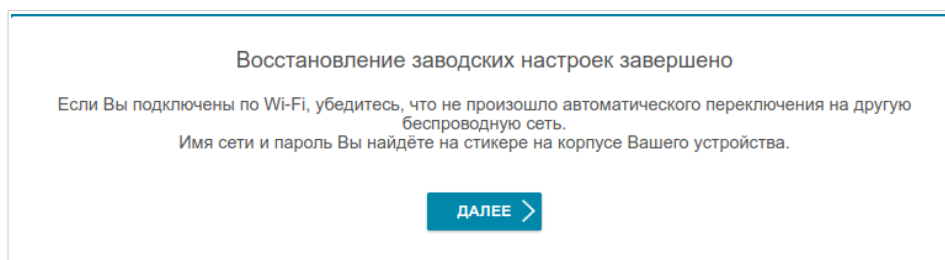 Восстановление заводских настроек завершено
Если Вы подключены по Wi-Fi, убедитесь, что не произошло автоматического переключения на другую
беспроводную сеть.
Имя сети и пароль Вы найдёте на стикере на корпусе Вашего устройства.
ДАЛЕЕ